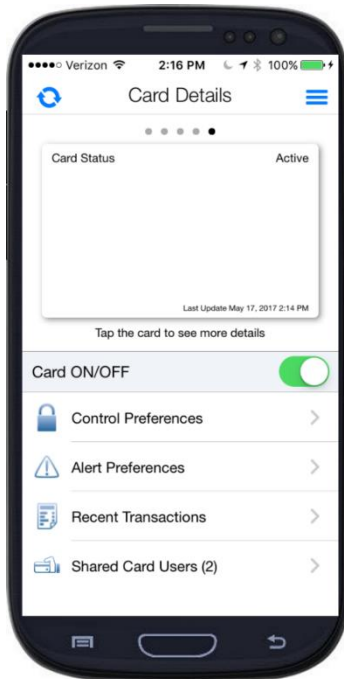 Verizon 2:16 PM 100%
Card Details
Card Status Active
Last Update May 17, 2017 2:14 PM
Tap the card to see more details
Card ON/OFF
Control Preferences
Alert Preferences
Recent Transactions
Shared Card Users (2)